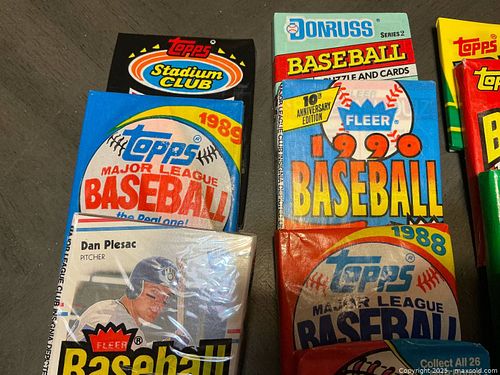 Topps
Stadium
CLUB
1989
Topps
MAJOR LEAGUE
BASEBALL
the Real one!
Dan Plesac
PITCHER
FLEER
Baseball
DONRUSS SERIES 2
BASEBALL
PUZZLE AND CARDS
10th
ANNIVERSARY
EDITION
FLEER
1990
BASEBALL
1988
Topps
MAJOR LEAGUE
BASEBALL
Collect All 26
Topps
Copyright 2025, maxsold.com